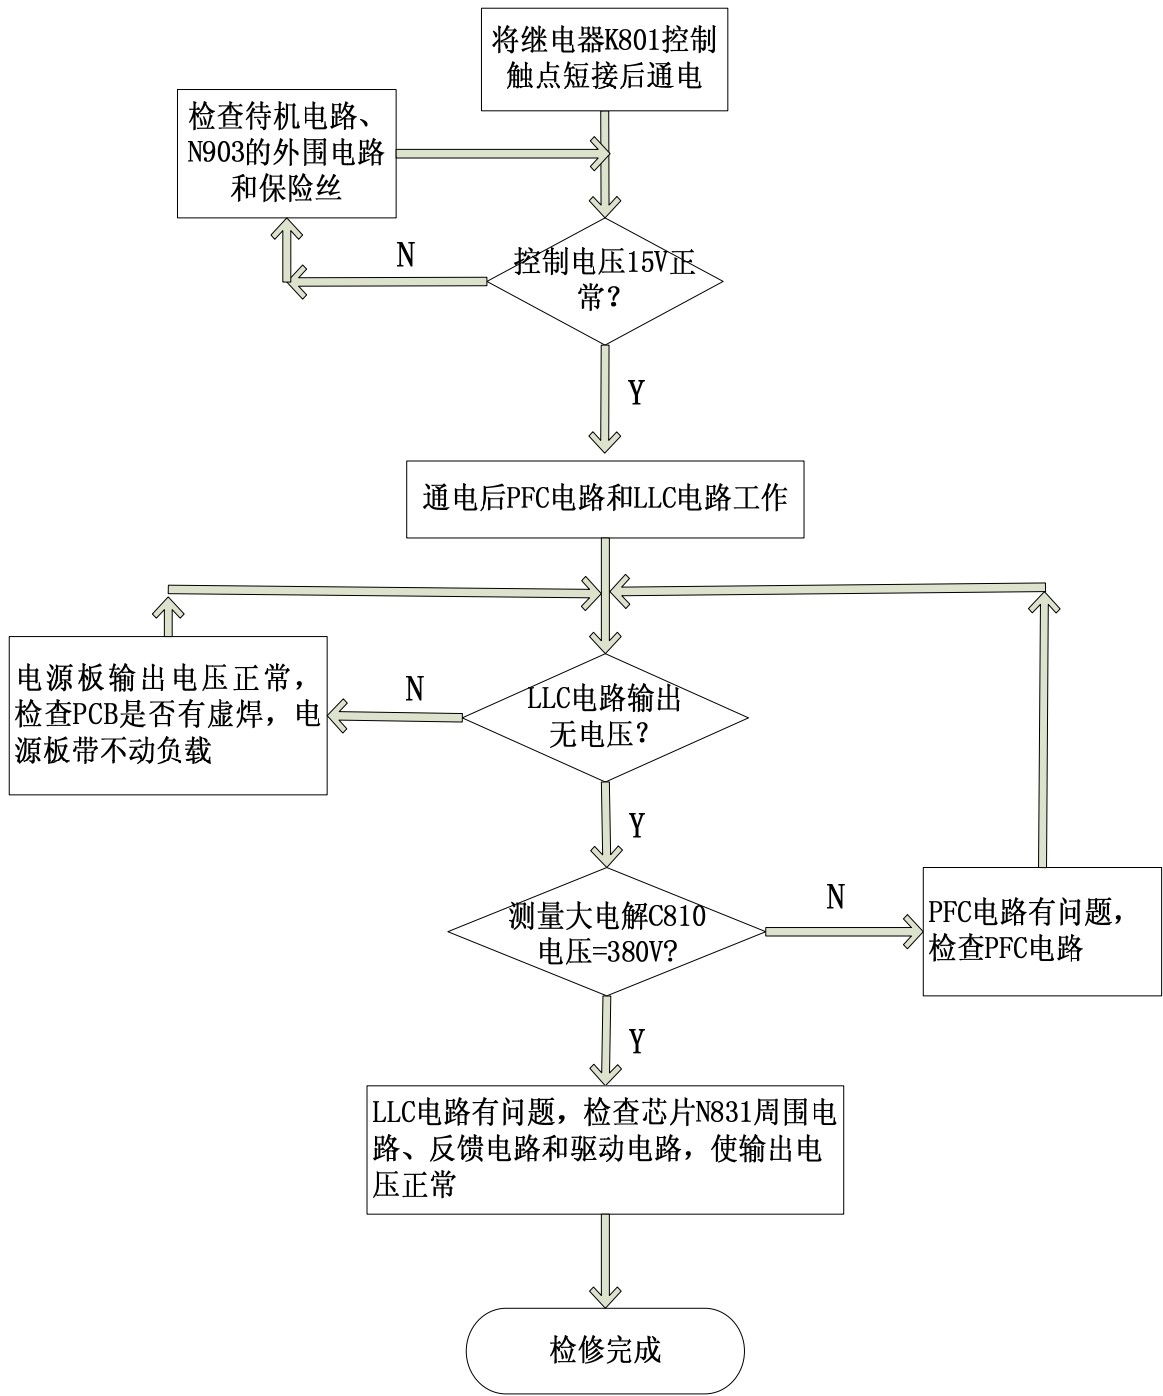 将继电器K801控制
触点短接后通电
检查待机电路、
N903的外围电路
和保险丝
N
控制电压15V正
常？
Y
通电后PFC电路和LLC电路工作
电源板输出电压正常，
检查PCB是否有虚焊，电
源板带不动负载
N
LLC电路输出
无电压？
Y
测量大电解C810
电压=380V?
N
PFC电路有问题，
检查PFC电路
Y
LLC电路有问题，检查芯片N831周围电
路、反馈电路和驱动电路，使输出电
压正常
检修完成